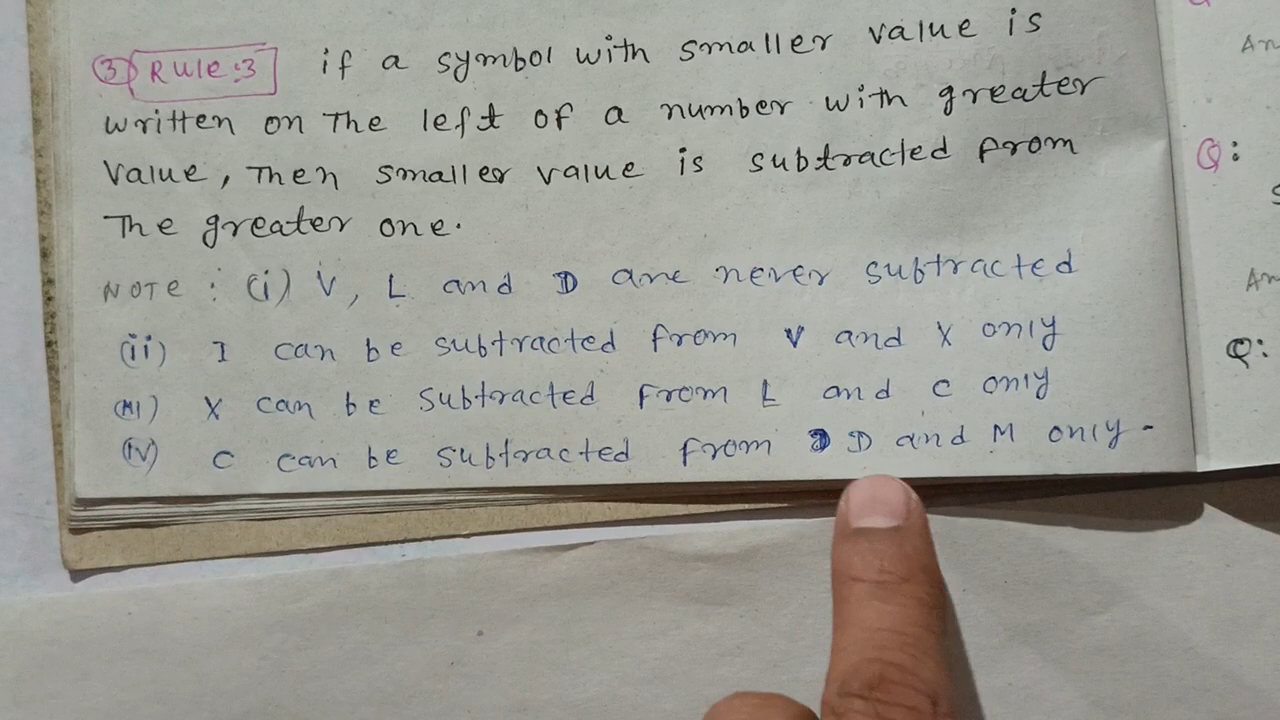 ③ Rule:3 if a symbol with smaller value is
written on The left of a number with greater
value, Then smaller value is subtracted from
The greater one.
NOTE : (i) V, L and D are never subtracted
(ii) I can be subtracted from V and X only
(iii) X can be subtracted from L and C only
(iv) C can be subtracted from D and M only.
An
Q:
An
Q: